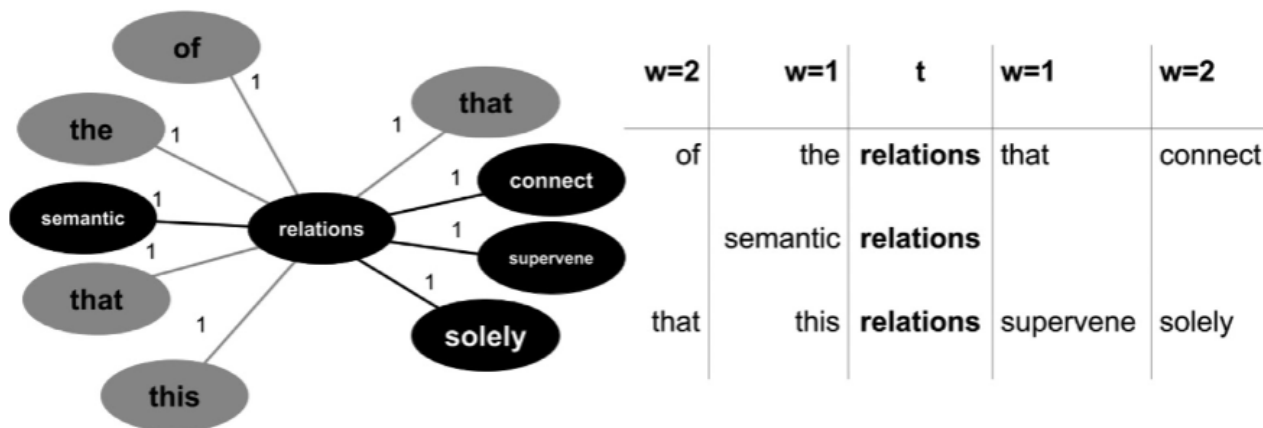 of
1
that
1
the
1
connect
1
semantic
1
relations
1
supervene
1
that
1
1
solely
this
w=2 w=1 t w=1 w=2
of the relations that connect
semantic relations
that this relations supervene solely